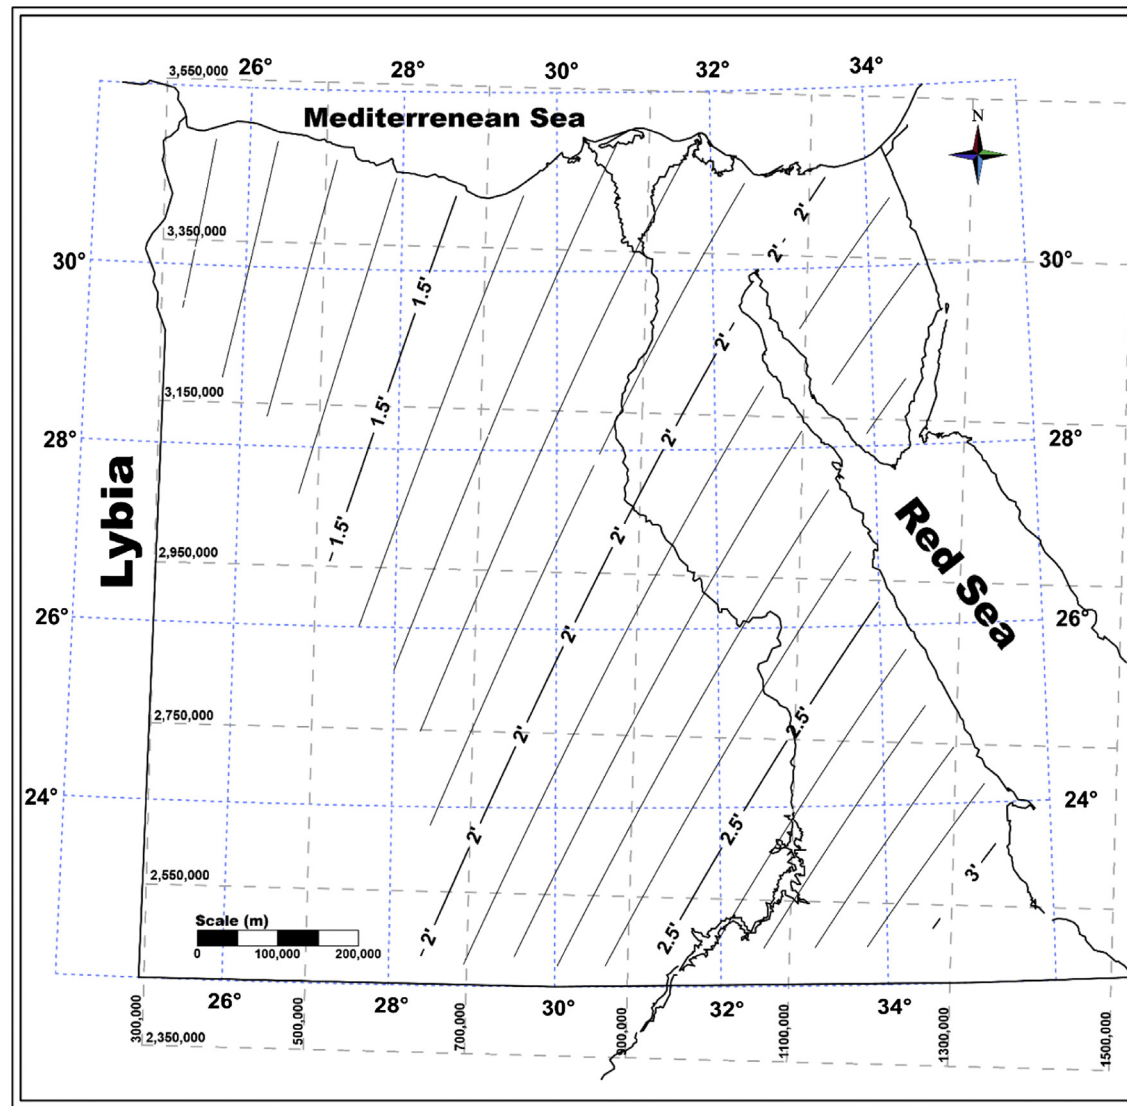 26° 28° 30° 32° 34°
3,550,000
Mediterrenean Sea
N
2'
3,350,000
2'
30° 30°
1.5'
2'
3,150,000
1.5'
28° 2' 28°
Lybia
Red Sea
1.5'
2'
2,950,000
26° 2' 26°
2,750,000
2' 2.5'
24° 24°
2' 2.5'
3'
2,550,000
Scale (m)
2' 2.5'
0 100,000 200,000
26° 28° 30° 32° 34°
300,000 500,000 700,000 900,000 1100,000 1300,000 1500,000
2,350,000